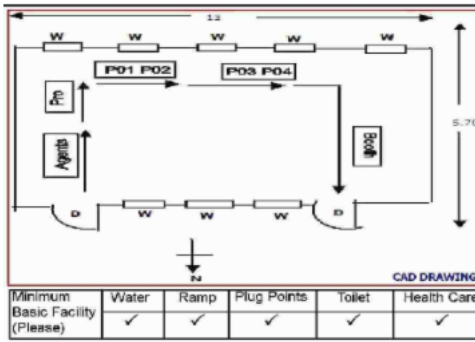 12
W W W W W
P01 P02 P03 P04
Pro
5.70
Agents
Booth
D W W W D
N
CAD DRAWING
Minimum Basic Facility (Please) Water Ramp Plug Points Toilet Health Care
✓ ✓ ✓ ✓ ✓